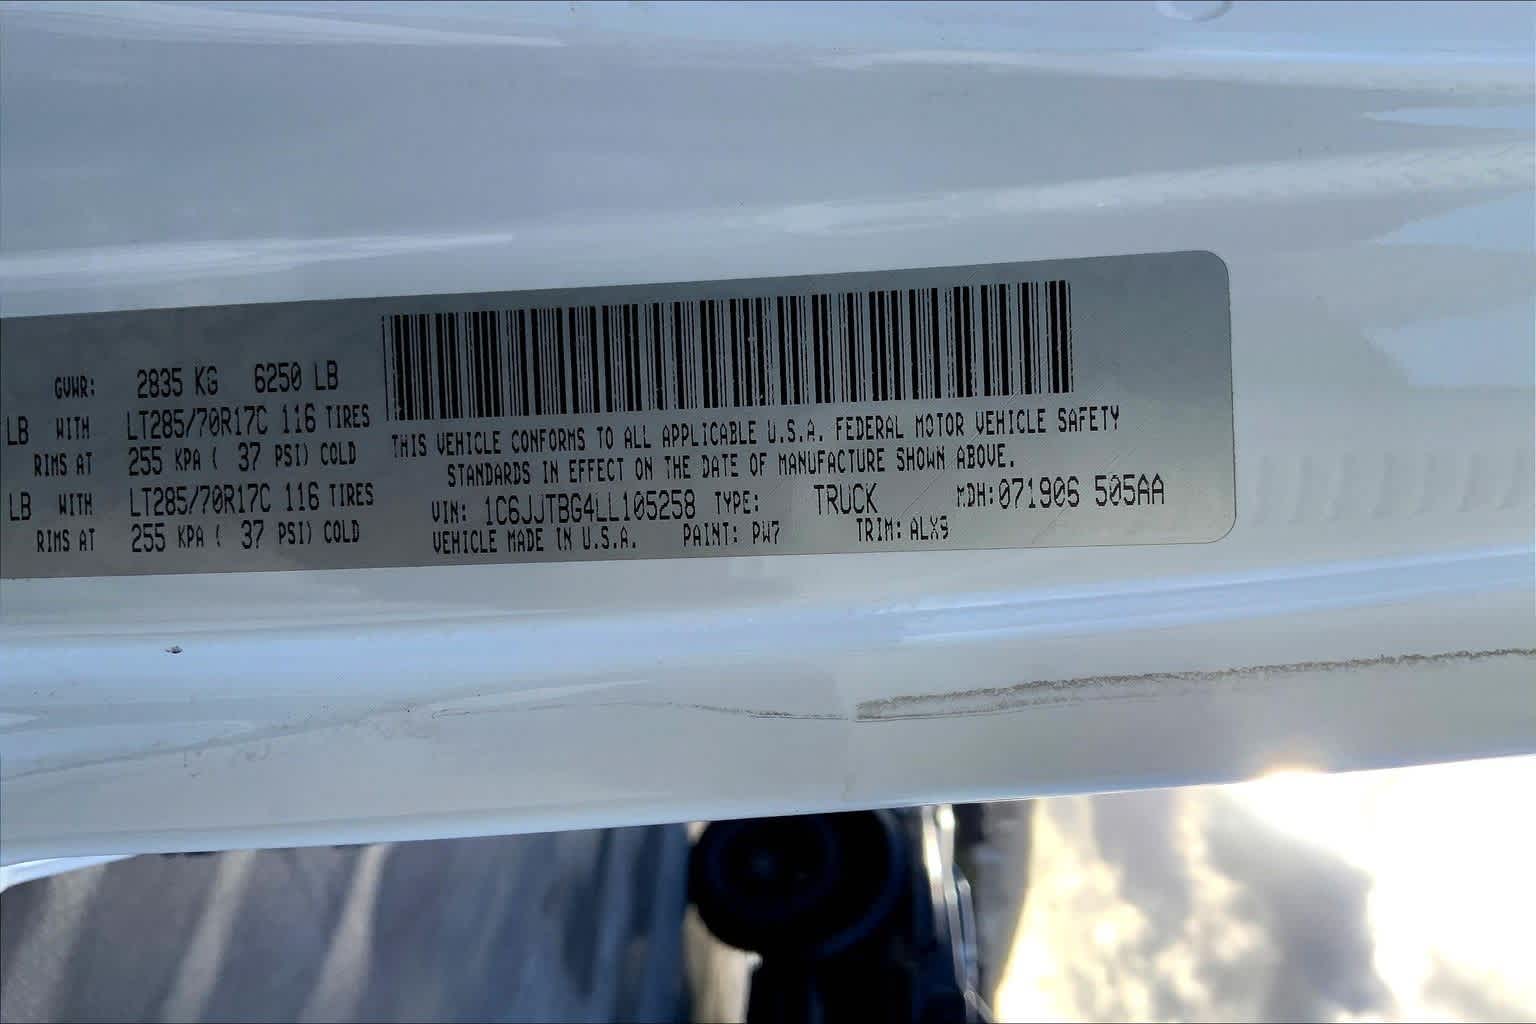 GVWR: 2835 KG 6250 LB
LB WITH LT285/70R17C 116 TIRES
RIMS AT 255 KPA ( 37 PSI) COLD
LB WITH LT285/70R17C 116 TIRES
RIMS AT 255 KPA ( 37 PSI) COLD
THIS VEHICLE CONFORMS TO ALL APPLICABLE U.S.A. FEDERAL MOTOR VEHICLE SAFETY
STANDARDS IN EFFECT ON THE DATE OF MANUFACTURE SHOWN ABOVE.
VIN: 1C6JJTBG4LL105258 TYPE: TRUCK MDH:071906 505AA
VEHICLE MADE IN U.S.A. PAINT: PW7 TRIM: ALX9